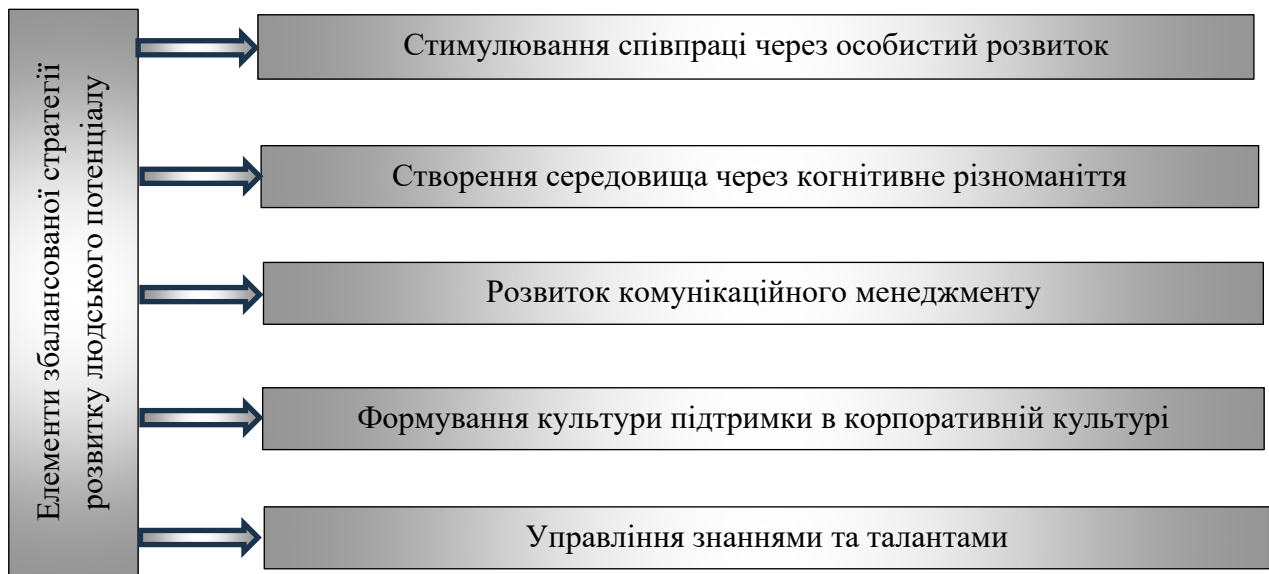 Елементи збалансованої стратегії
розвитку людського потенціалу
Стимулювання співпраці через особистий розвиток
Створення середовища через когнітивне різноманіття
Розвиток комунікаційного менеджменту
Формування культури підтримки в корпоративній культурі
Управління знаннями та талантами